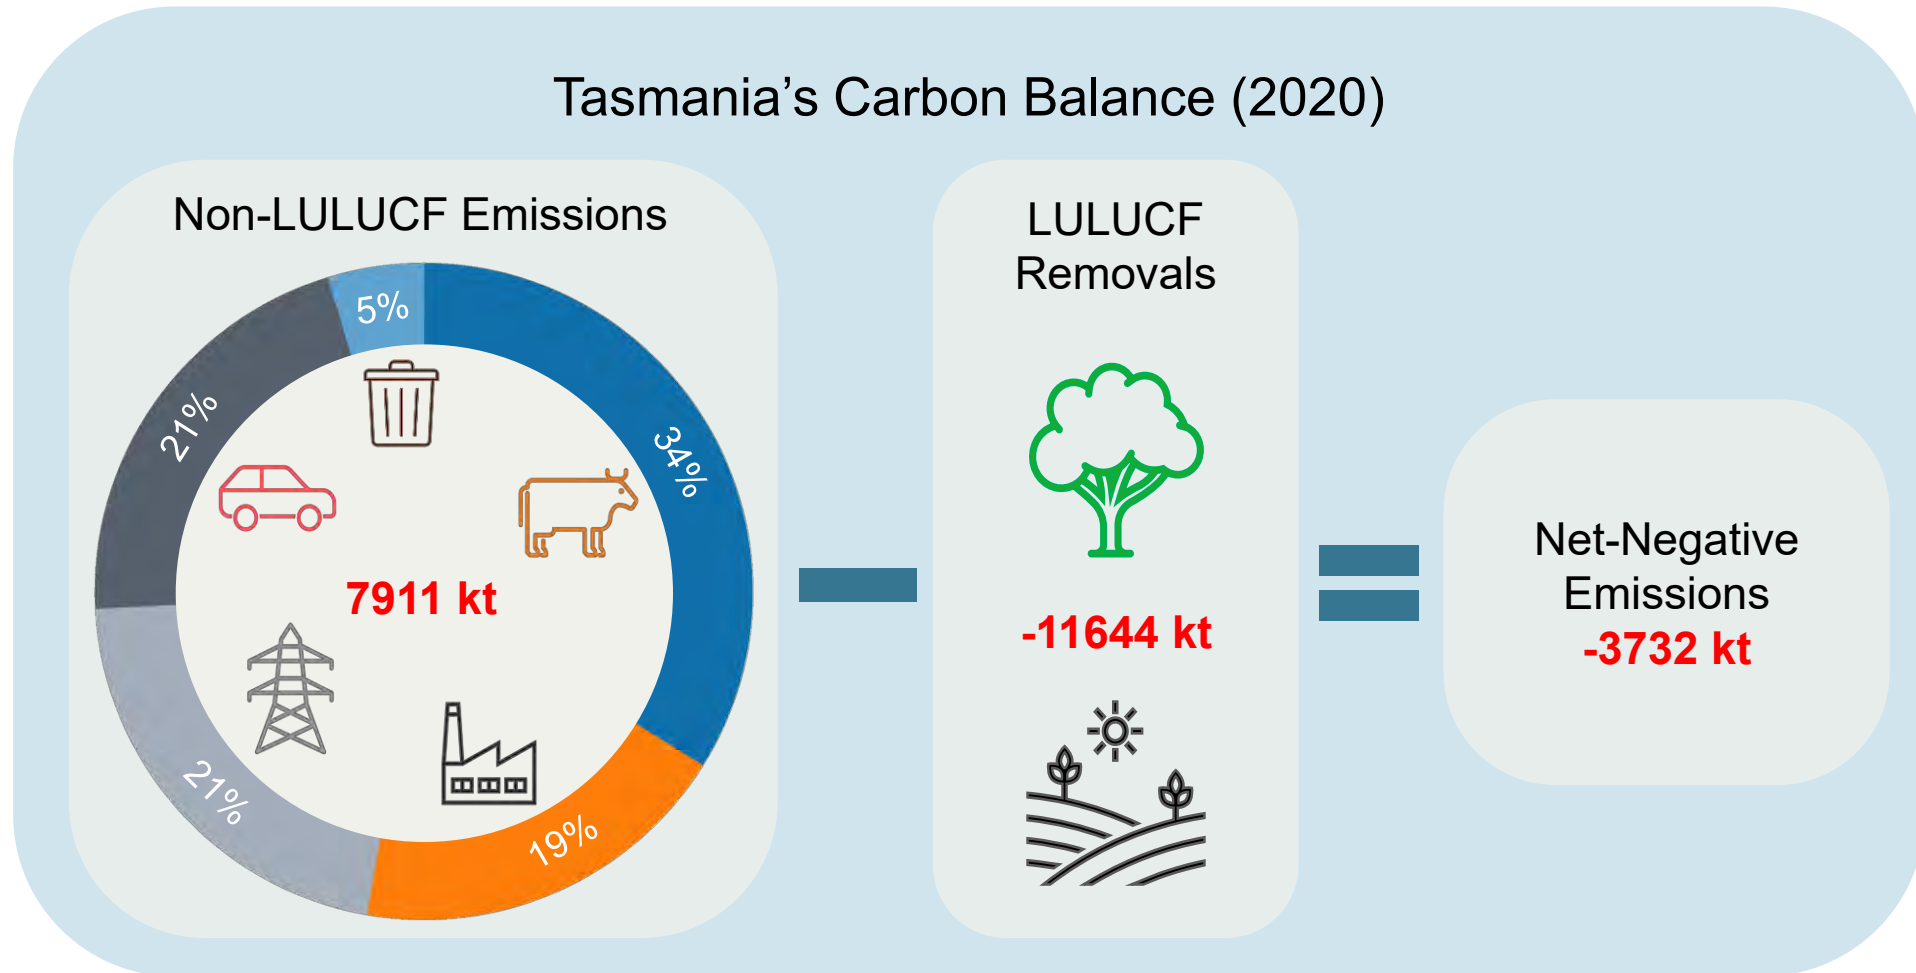 Tasmania’s Carbon Balance (2020)
Non-LULUCF Emissions
5%
34%
21%
7911 kt
21%
19%
LULUCF
Removals
-11644 kt
Net-Negative
Emissions
-3732 kt